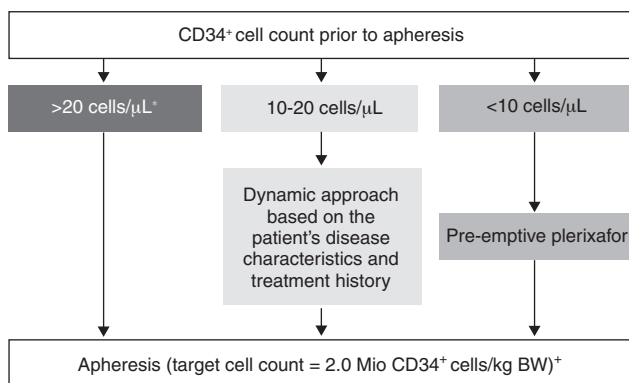 CD34⁺ cell count prior to apheresis
>20 cells/μL*
10-20 cells/μL
<10 cells/μL
Dynamic approach
based on the
patient's disease
characteristics and
treatment history
Pre-emptive plerixafor
Apheresis (target cell count = 2.0 Mio CD34⁺ cells/kg BW)⁺